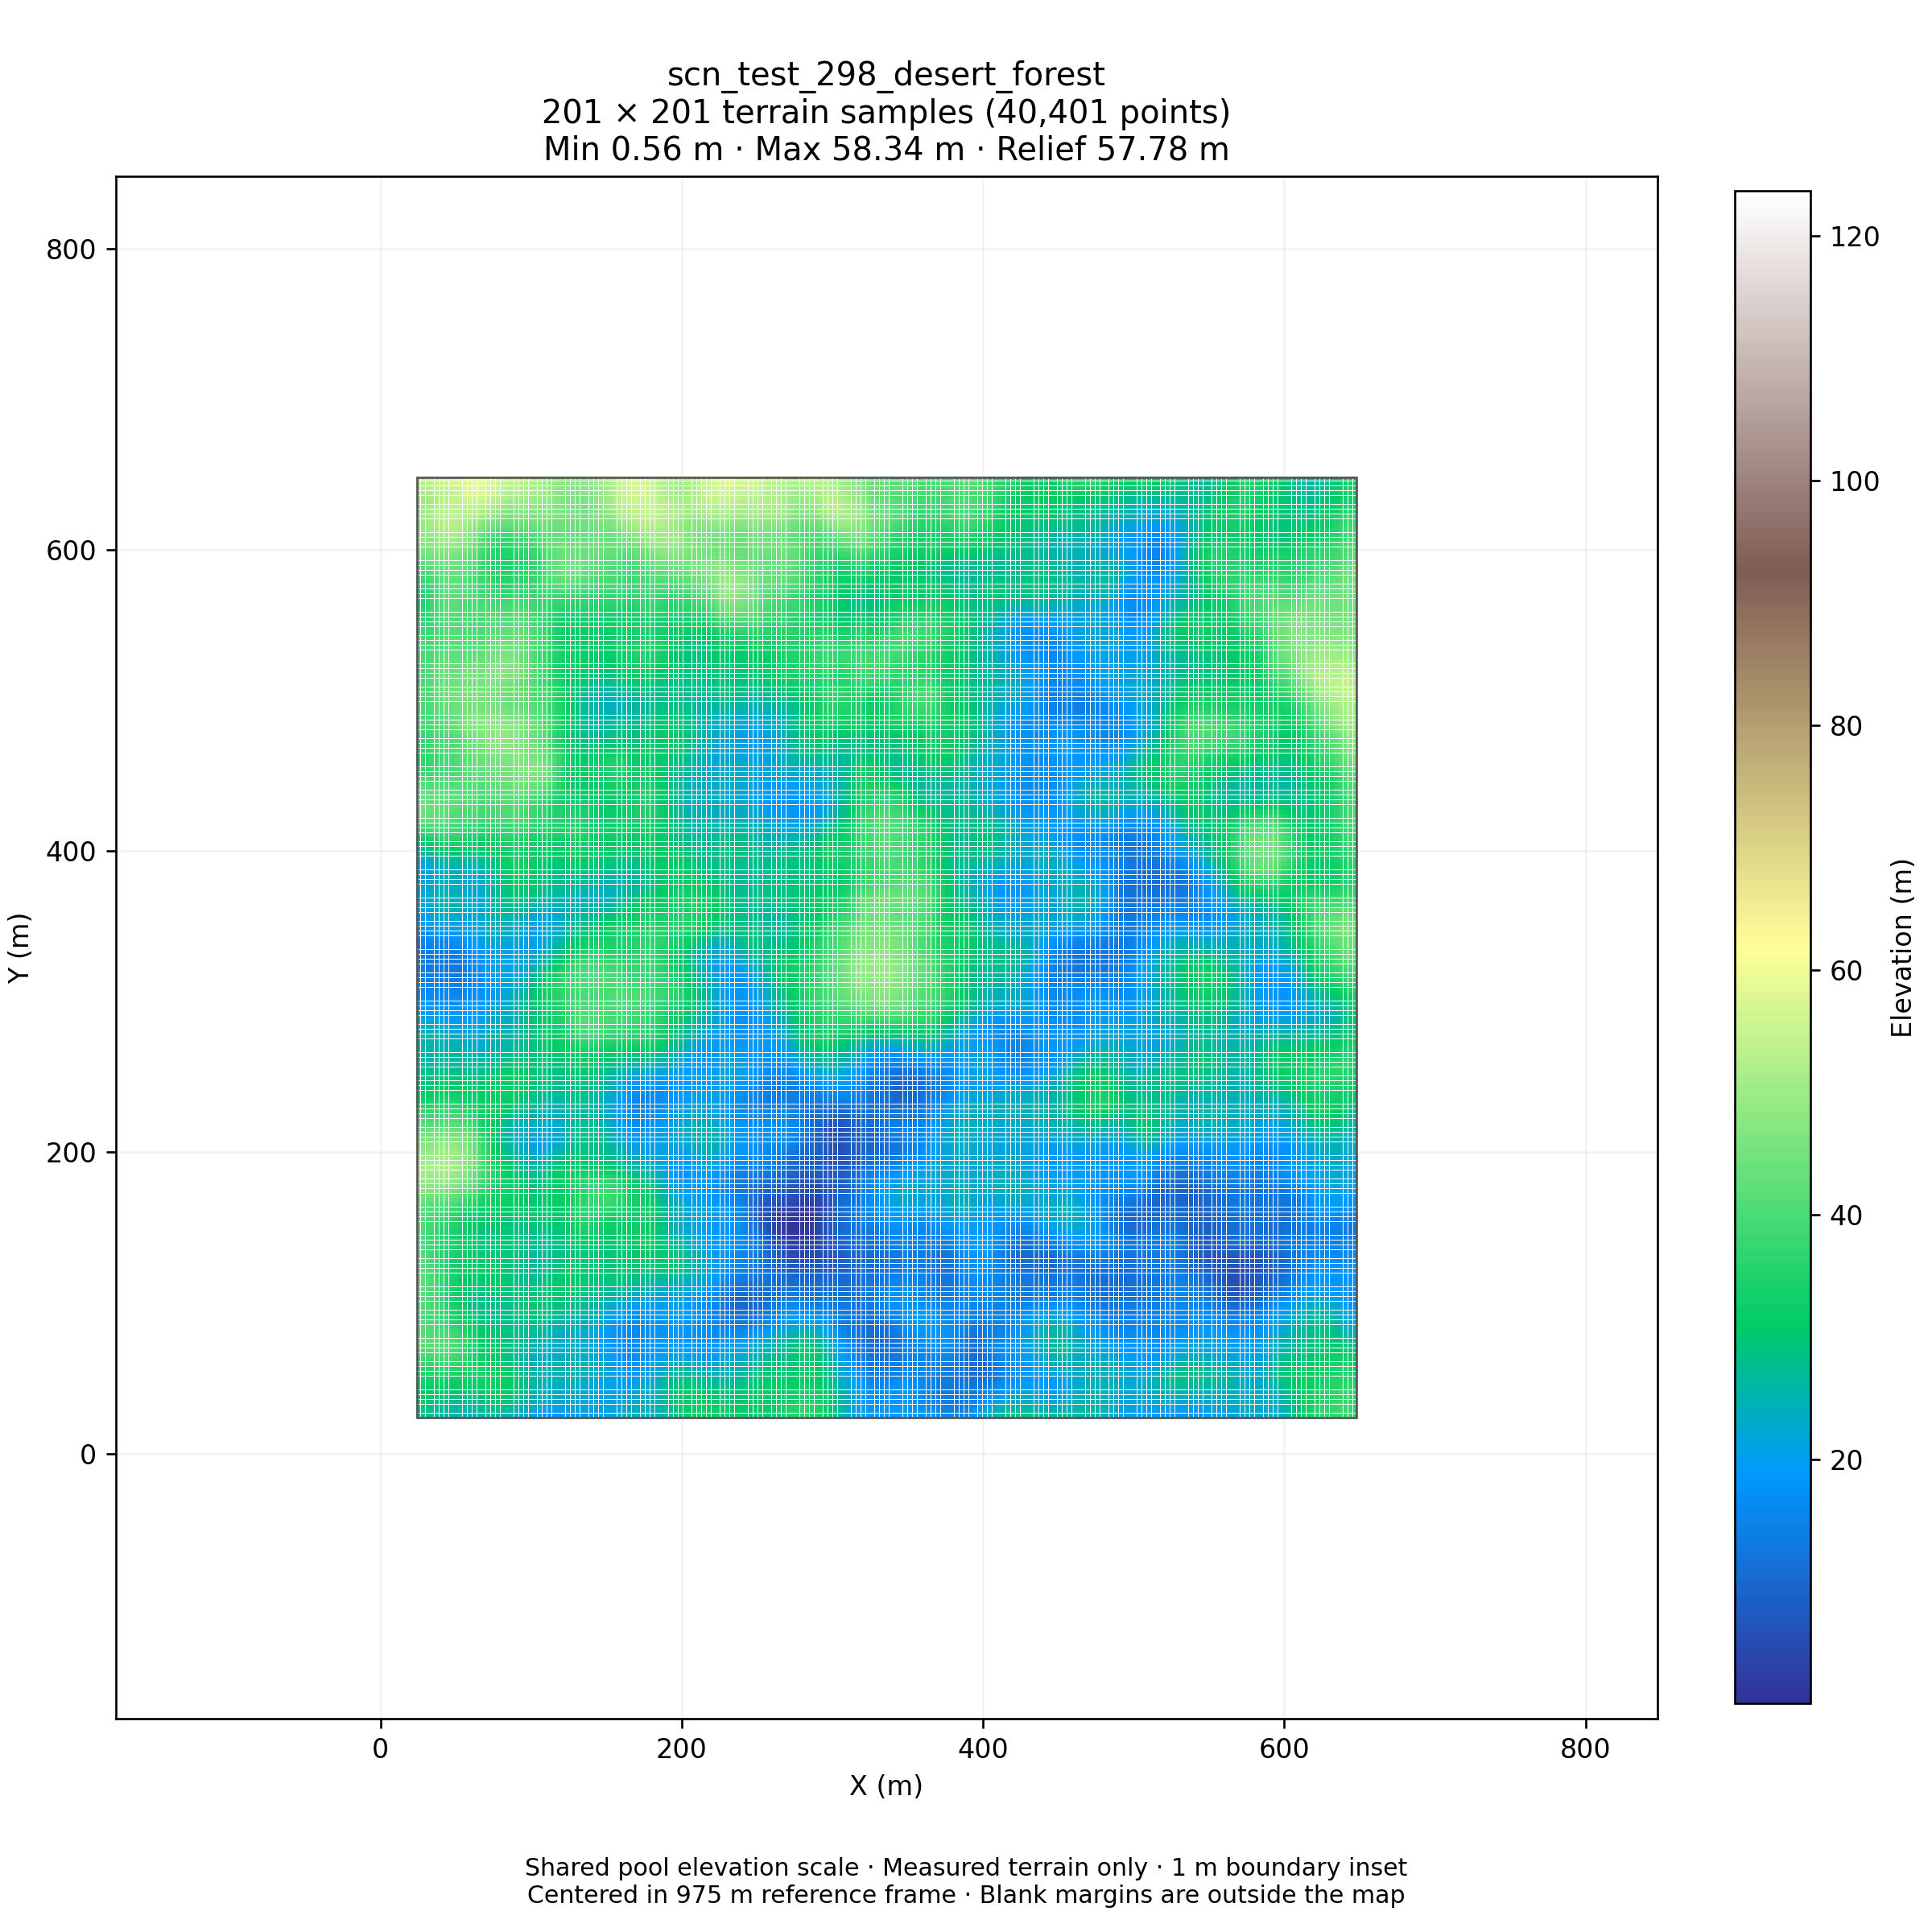 scn_test_298_desert_forest
201 × 201 terrain samples (40,401 points)
Min 0.56 m · Max 58.34 m · Relief 57.78 m
800
600
400
200
0
Y (m)
0
200
400
600
800
X (m)
120
100
80
60
40
20
Elevation (m)
Shared pool elevation scale · Measured terrain only · 1 m boundary inset
Centered in 975 m reference frame · Blank margins are outside the map